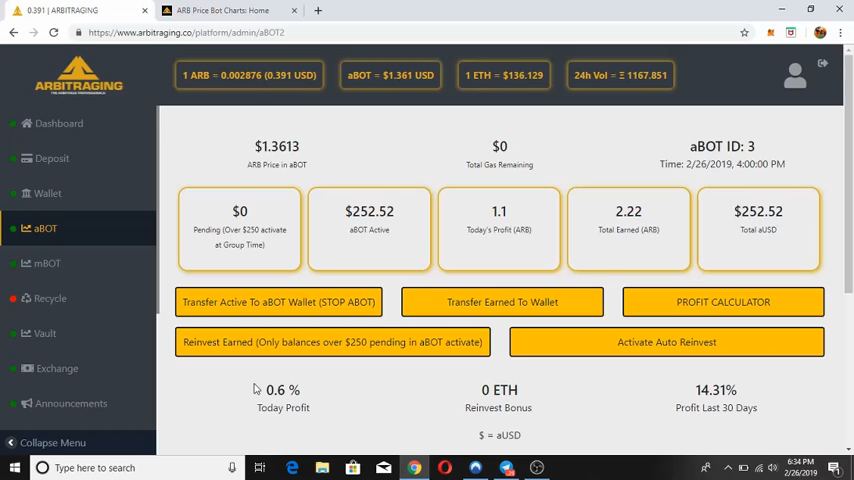 0.391 | ARBITRAGING
ARB Price Bot Charts: Home
https://www.arbitraging.co/platform/admin/aBOT2
ARBITRAGING
1 ARB = 0.002876 (0.391 USD)
aBOT = $1.361 USD
1 ETH = $136.129
24h Vol = Ξ 1167.851
Dashboard
Deposit
Wallet
aBOT
mBOT
Recycle
Vault
Exchange
Announcements
Collapse Menu
$1.3613
ARB Price in aBOT
$0
Total Gas Remaining
aBOT ID: 3
Time: 2/26/2019, 4:00:00 PM
$0
Pending (Over $250 activate
at Group Time)
$252.52
aBOT Active
1.1
Today's Profit (ARB)
2.22
Total Earned (ARB)
$252.52
Total aUSD
Transfer Active To aBOT Wallet (STOP ABOT)
Transfer Earned To Wallet
PROFIT CALCULATOR
Reinvest Earned (Only balances over $250 pending in aBOT activate)
Activate Auto Reinvest
0.6 %
Today Profit
0 ETH
Reinvest Bonus
14.31%
Profit Last 30 Days
$ = aUSD
Type here to search
6:34 PM
2/26/2019